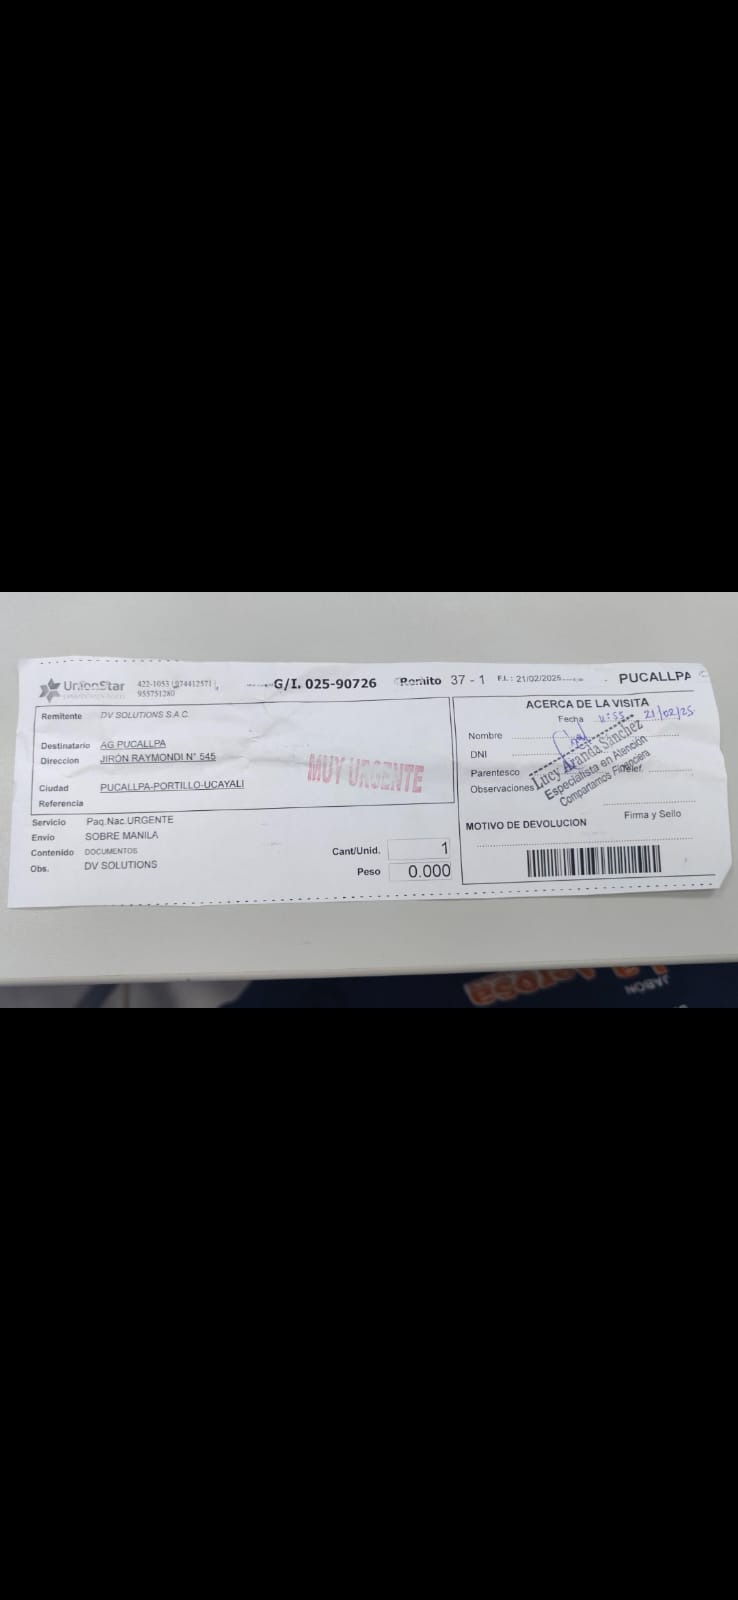 UnionStar
422-1053 (974412571)
955751280
G/I. 025-90726
Remito 37 - 1
F.I.: 21/02/2025
PUCALLPA
Remitente DV SOLUTIONS S.A.C.
Destinatario AG PUCALLPA
Direccion JIRÓN RAYMONDI N° 545
Ciudad PUCALLPA-PORTILLO-UCAYALI
Referencia
MUY URGENTE
Servicio Paq.Nac.URGENTE
Envio SOBRE MANILA
Contenido DOCUMENTOS
Obs. DV SOLUTIONS
Cant/Unid. 1
Peso 0.000
ACERCA DE LA VISITA
Fecha 21/02/25
Nombre
DNI
Parentesco
Observaciones
Telef.
Lucy Aranda Sánchez
Especialista en Atención
Compartamos Financiera
Firma y Sello
MOTIVO DE DEVOLUCION
JABON